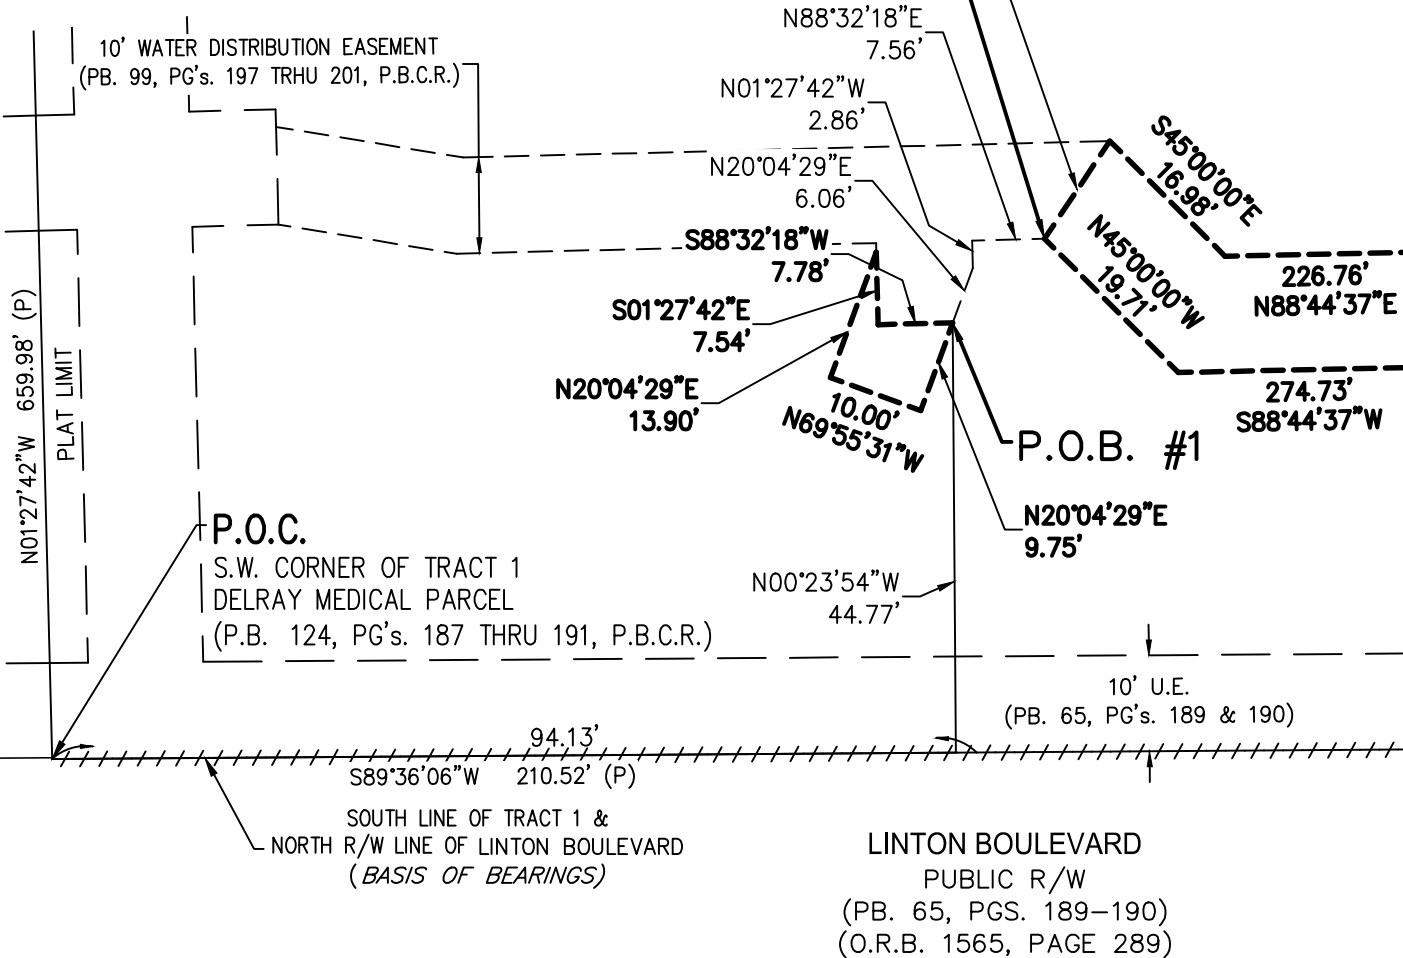 N88°32'18"E
7.56'
10' WATER DISTRIBUTION EASEMENT
(PB. 99, PG's. 197 TRHU 201, P.B.C.R.)
N01°27'42"W
2.86'
N20°04'29"E
6.06'
S45°00'00"E
16.98'
S88°32'18"W
7.78'
N45°00'00"W
19.71'
226.76'
N88°44'37"E
S01°27'42"E
7.54'
N20°04'29"E
13.90'
10.00'
N69°55'31"W
274.73'
S88°44'37"W
P.O.B. #1
N01°27'42"W 659.98' (P)
PLAT LIMIT
N20°04'29"E
9.75'
P.O.C.
S.W. CORNER OF TRACT 1
DELRAY MEDICAL PARCEL
(P.B. 124, PG's. 187 THRU 191, P.B.C.R.)
N00°23'54"W
44.77'
10' U.E.
(PB. 65, PG's. 189 & 190)
94.13'
S89°36'06"W 210.52' (P)
SOUTH LINE OF TRACT 1 &
NORTH R/W LINE OF LINTON BOULEVARD
(BASIS OF BEARINGS)
LINTON BOULEVARD
PUBLIC R/W
(PB. 65, PGS. 189-190)
(O.R.B. 1565, PAGE 289)